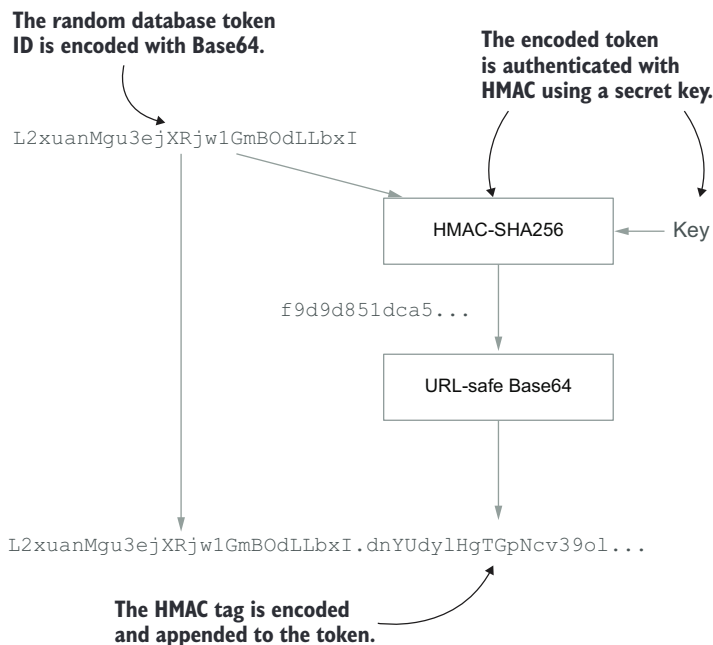 The random database token
ID is encoded with Base64.
The encoded token
is authenticated with
HMAC using a secret key.
L2xuanMgu3ejXRjw1GmBOdLLbxI
HMAC-SHA256
Key
f9d9d851dca5...
URL-safe Base64
L2xuanMgu3ejXRjw1GmBOdLLbxI.dnYUdylHgTGpNcv39ol...
The HMAC tag is encoded
and appended to the token.